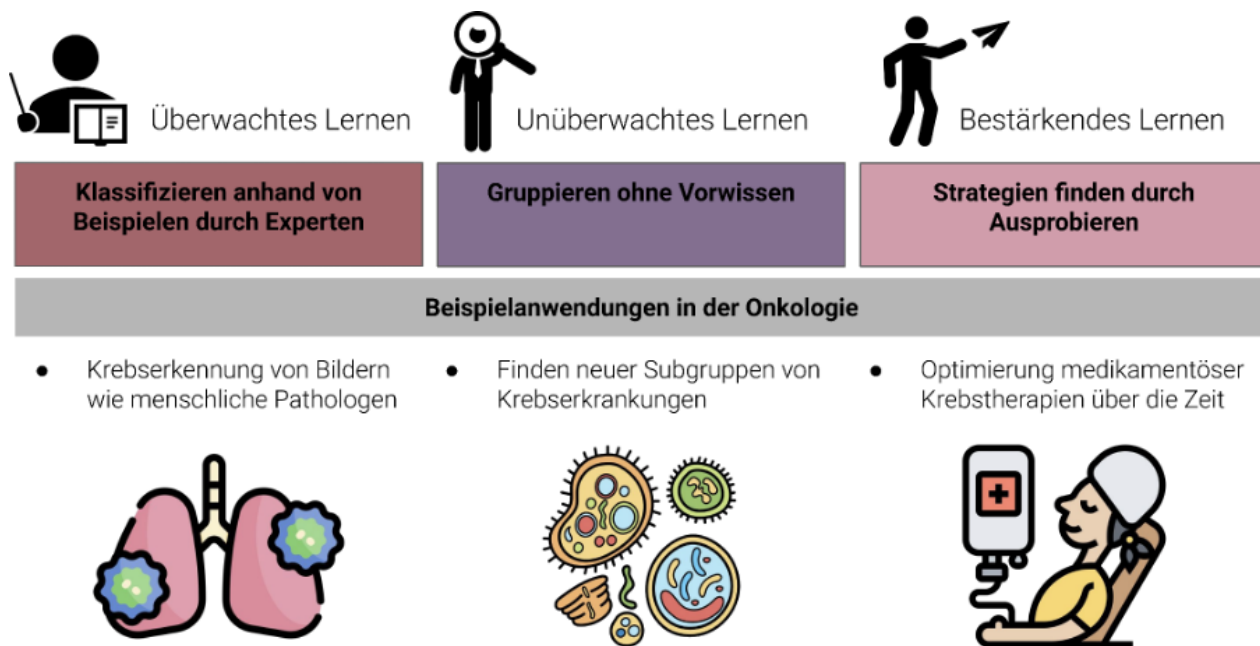 Überwachtes Lernen
Unüberwachtes Lernen
Bestärkendes Lernen
Klassifizieren anhand von
Beispielen durch Experten
Gruppieren ohne Vorwissen
Strategien finden durch
Ausprobieren
Beispielanwendungen in der Onkologie
• Krebserkennung von Bildern
wie menschliche Pathologen
• Finden neuer Subgruppen von
Krebserkrankungen
• Optimierung medikamentöser
Krebstherapien über die Zeit